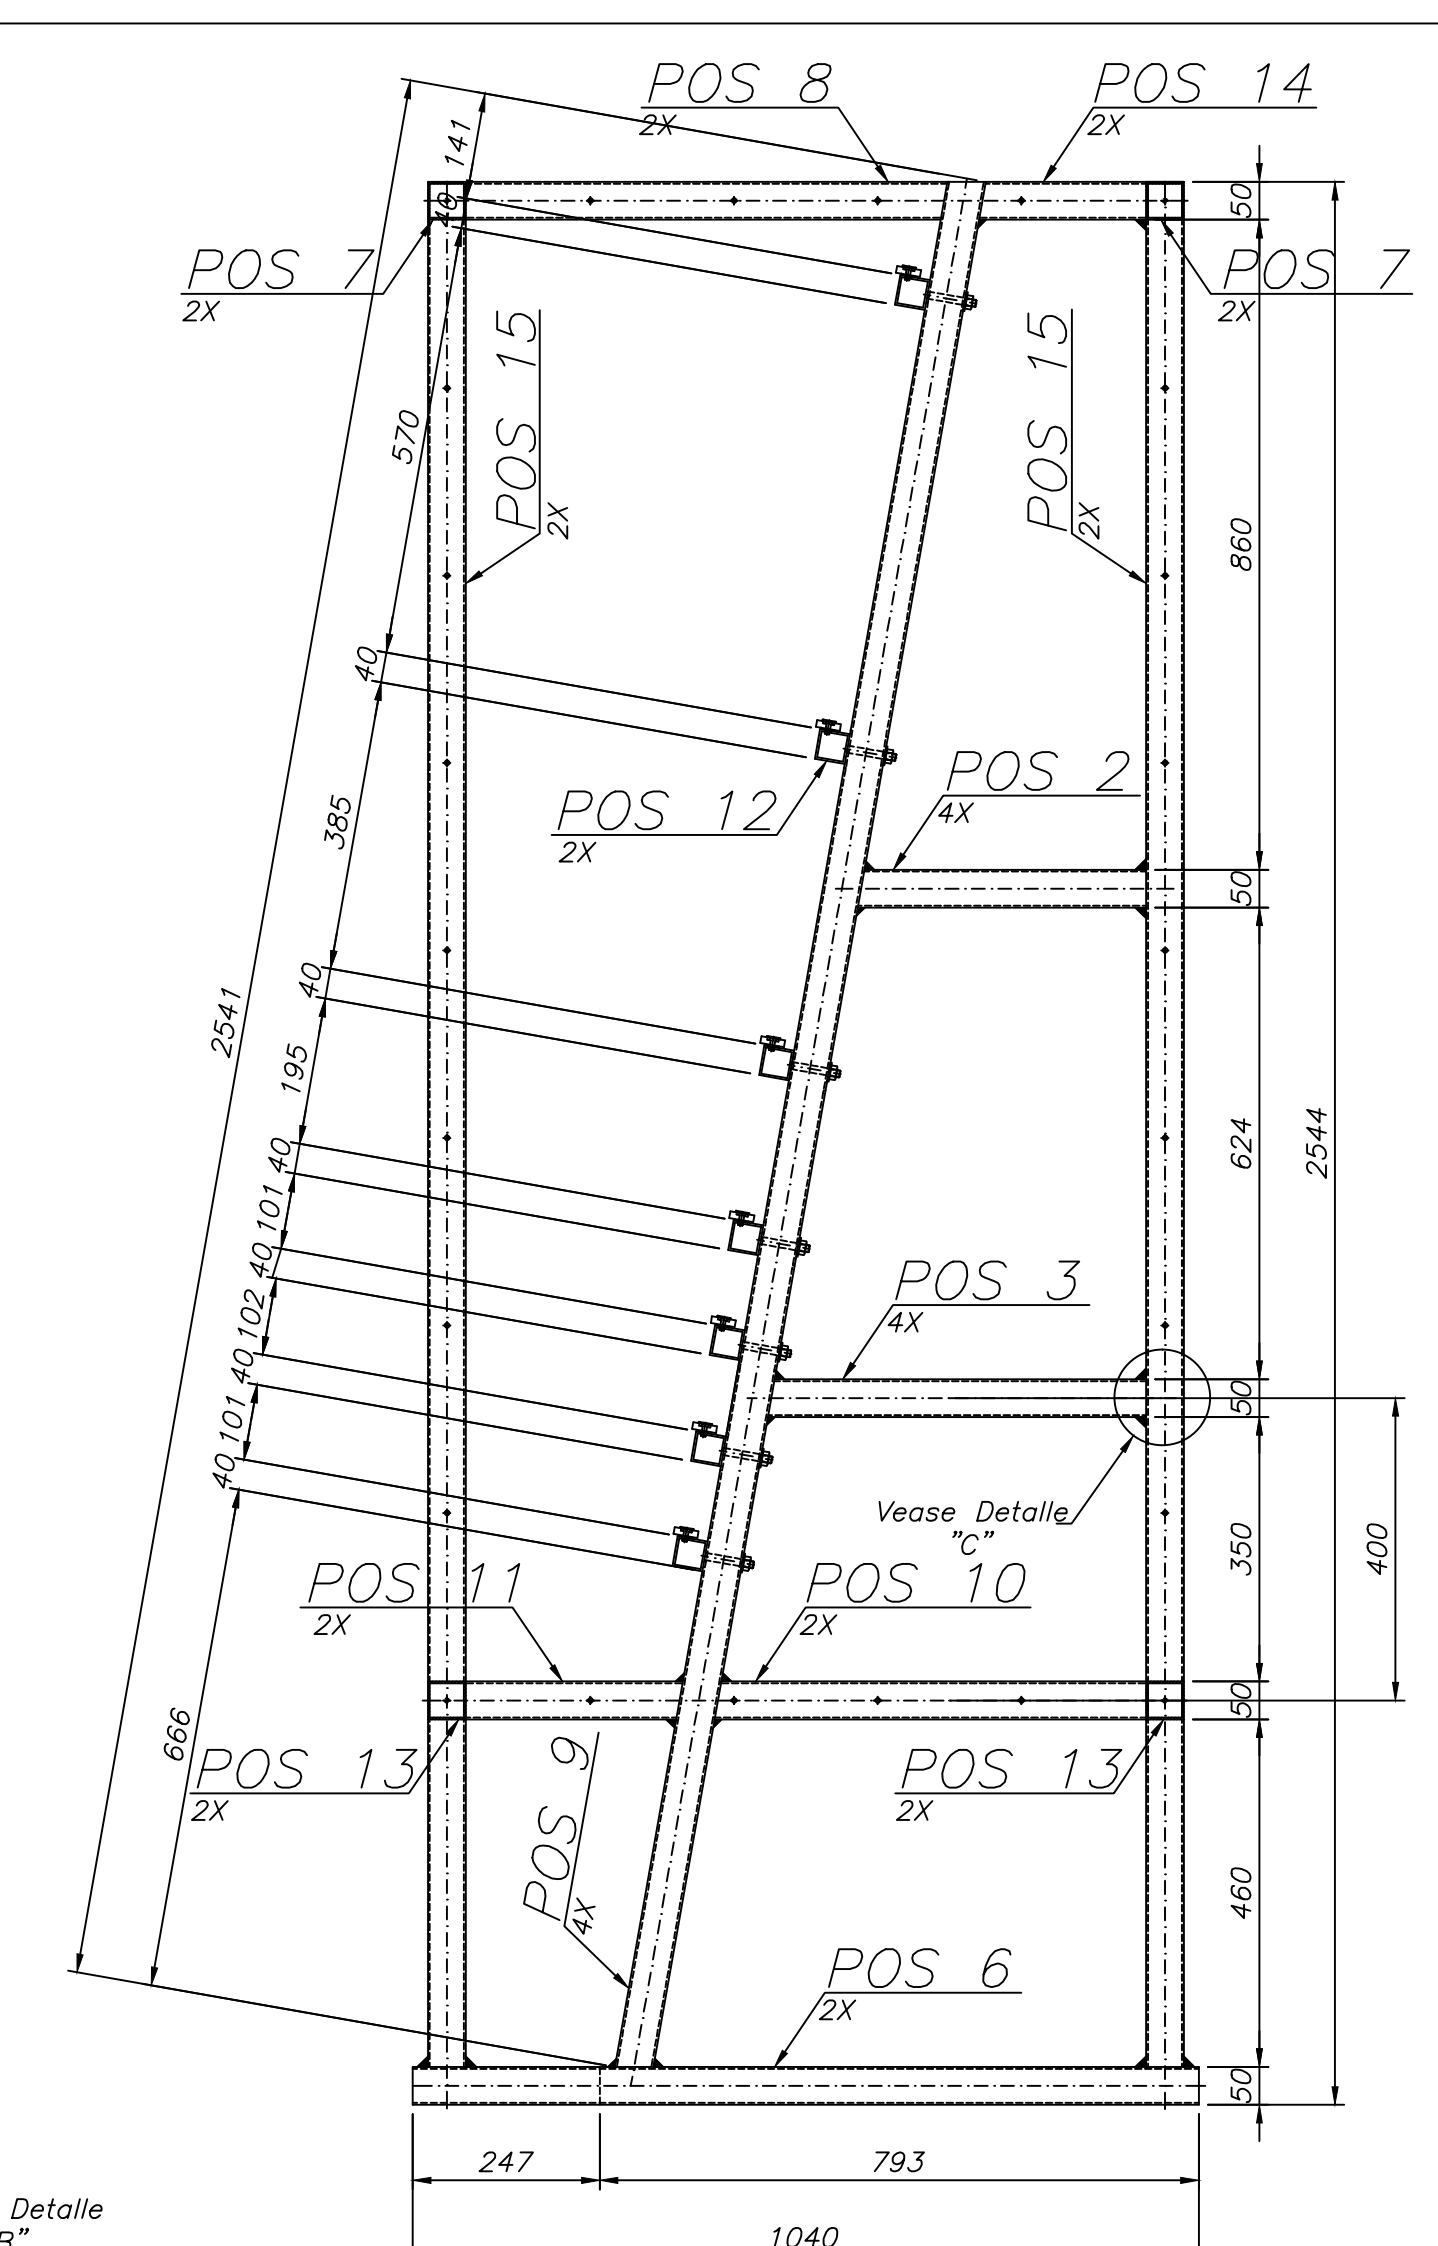 POS 8
2X
POS 14
2X
141
40
50
POS 7
2X
POS 7
2X
POS 15
2X
POS 15
2X
570
860
40
POS 2
4X
POS 12
2X
385
50
40
2541
195
624
2544
40
101
40
POS 3
4X
102
40
50
101
40
Vease Detalle
"C"
350
400
POS 11
2X
POS 10
2X
50
666
POS 9
4X
POS 13
2X
POS 13
2X
460
POS 6
2X
50
247
793
Detalle
B"
1040